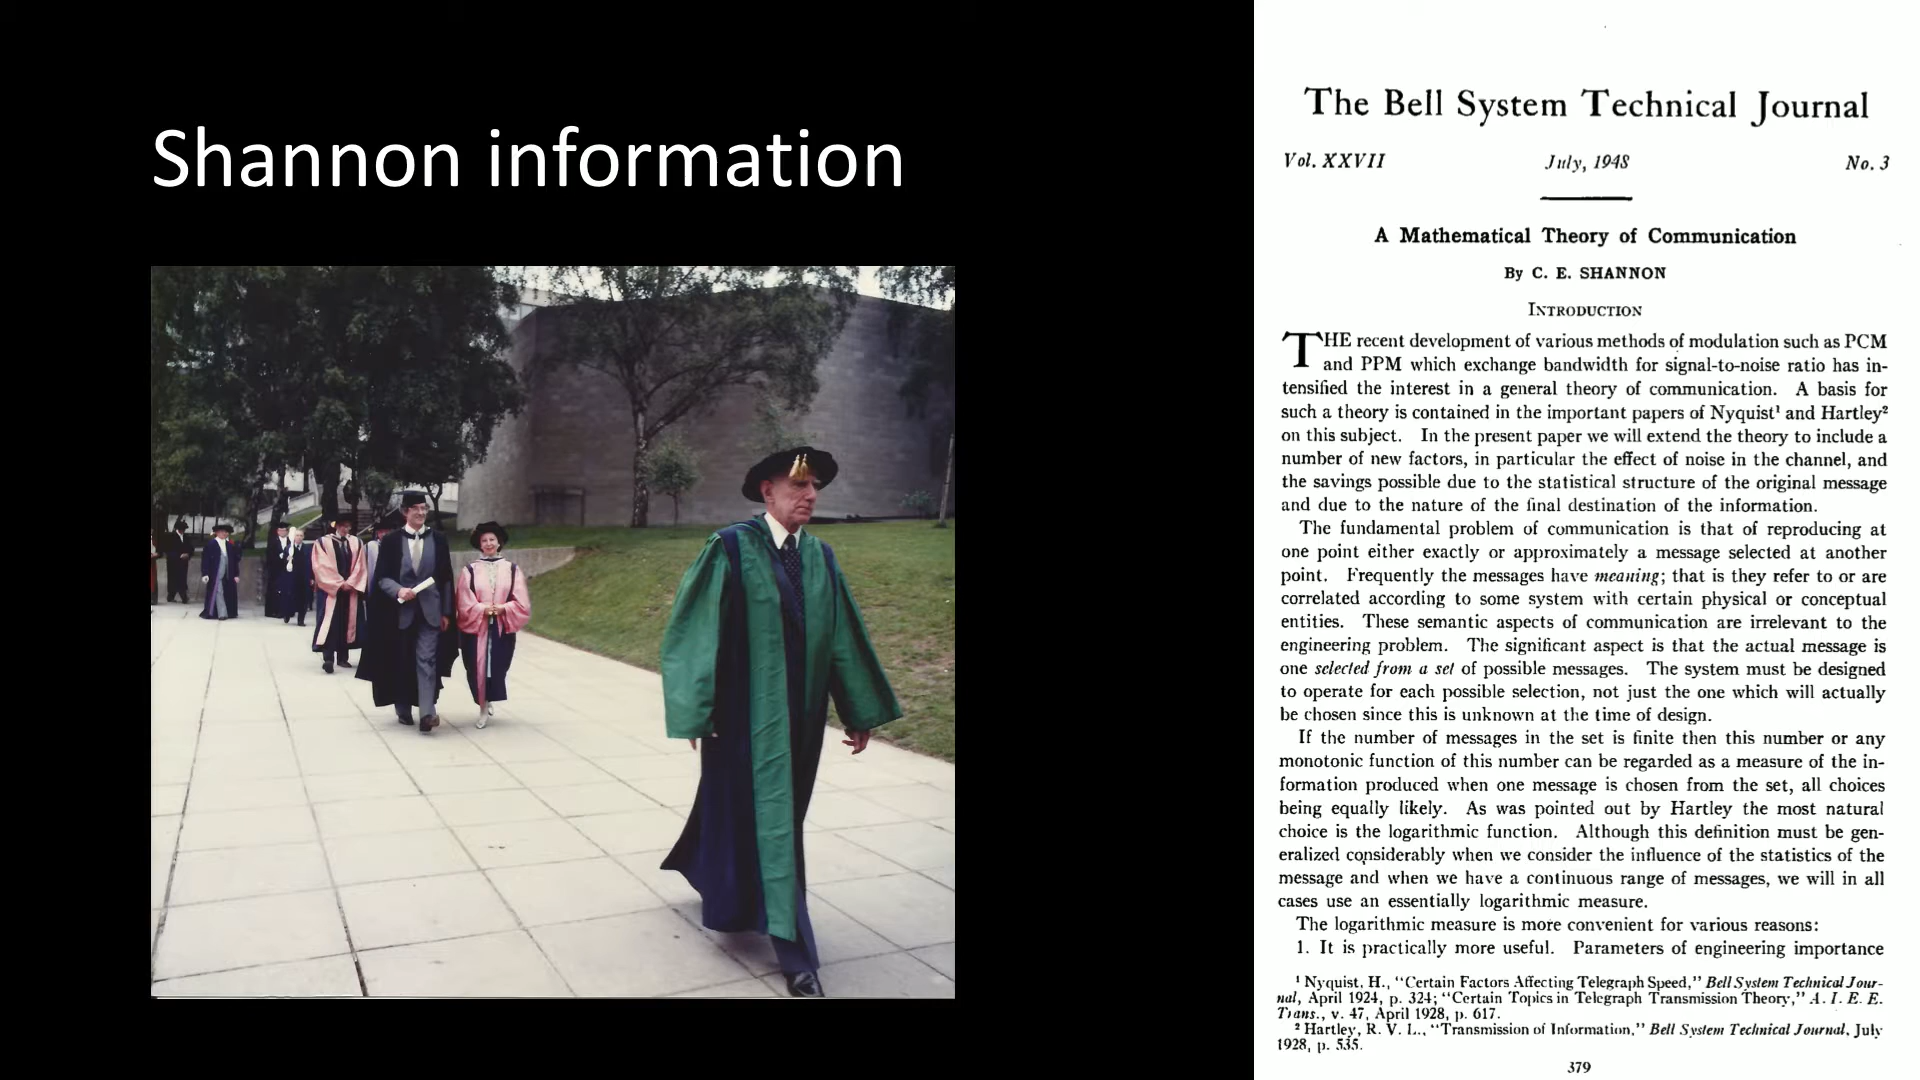 Shannon information
The Bell System Technical Journal
Vol. XXVII July, 1948 No. 3
A Mathematical Theory of Communication
By C. E. SHANNON
INTRODUCTION
THE recent development of various methods of modulation such as PCM
and PPM which exchange bandwidth for signal-to-noise ratio has in-
tensified the interest in a general theory of communication. A basis for
such a theory is contained in the important papers of Nyquist¹ and Hartley²
on this subject. In the present paper we will extend the theory to include a
number of new factors, in particular the effect of noise in the channel, and
the savings possible due to the statistical structure of the original message
and due to the nature of the final destination of the information.
The fundamental problem of communication is that of reproducing at
one point either exactly or approximately a message selected at another
point. Frequently the messages have meaning; that is they refer to or are
correlated according to some system with certain physical or conceptual
entities. These semantic aspects of communication are irrelevant to the
engineering problem. The significant aspect is that the actual message is
one selected from a set of possible messages. The system must be designed
to operate for each possible selection, not just the one which will actually
be chosen since this is unknown at the time of design.
If the number of messages in the set is finite then this number or any
monotonic function of this number can be regarded as a measure of the in-
formation produced when one message is chosen from the set, all choices
being equally likely. As was pointed out by Hartley the most natural
choice is the logarithmic function. Although this definition must be gen-
eralized considerably when we consider the influence of the statistics of the
message and when we have a continuous range of messages, we will in all
cases use an essentially logarithmic measure.
The logarithmic measure is more convenient for various reasons:
1. It is practically more useful. Parameters of engineering importance
¹ Nyquist, H., "Certain Factors Affecting Telegraph Speed," Bell System Technical Jour-
nal, April 1924, p. 324; "Certain Topics in Telegraph Transmission Theory," A. I. E. E.
Trans., v. 47, April 1928, p. 617.
² Hartley, R. V. L., "Transmission of Information," Bell System Technical Journal, July
1928, p. 535.
379